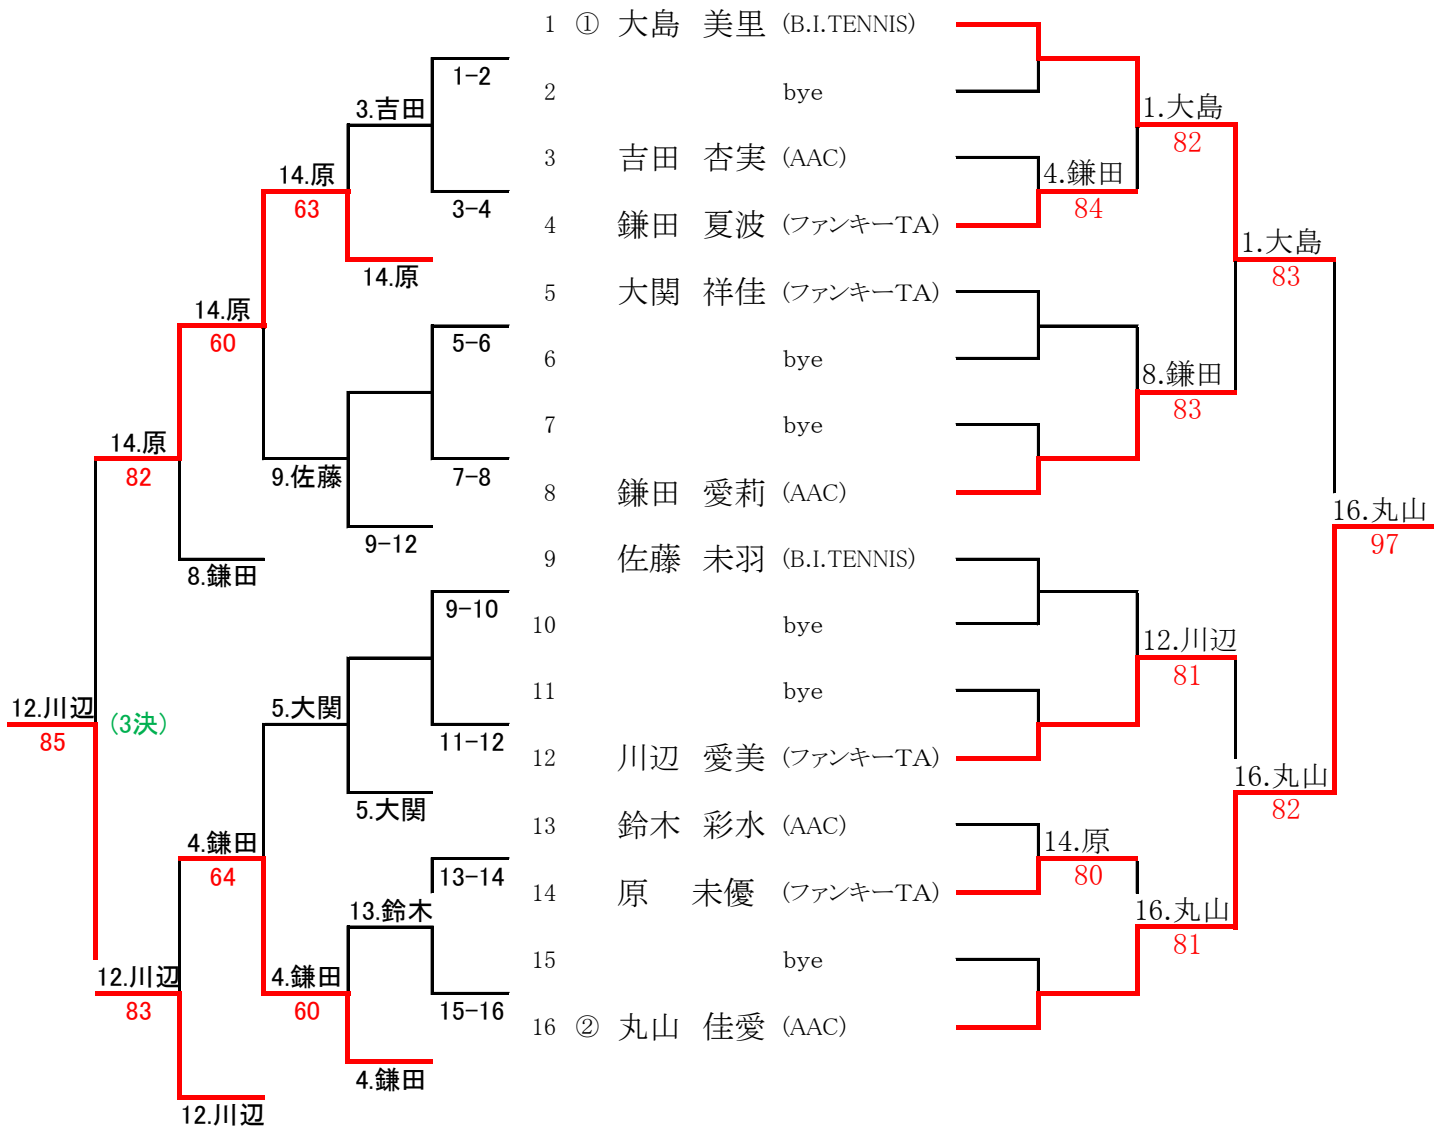 1 ① 大島 美里 (B.I.TENNIS)
1-2
2 bye
3.吉田
1.大島
82
3 吉田 杏実 (AAC)
14.原
4.鎌田
63
3-4
84
4 鎌田 夏波 (ファンキーTA)
1.大島
14.原
83
5 大関 祥佳 (ファンキーTA)
14.原
60
5-6
6 bye
8.鎌田
83
7 bye
14.原
82
9.佐藤
7-8
8 鎌田 愛莉 (AAC)
16.丸山
9-12
97
9 佐藤 未羽 (B.I.TENNIS)
8.鎌田
9-10
10 bye
12.川辺
81
11 bye
12.川辺
(3決)
5.大関
85
11-12
12 川辺 愛美 (ファンキーTA)
16.丸山
5.大関
82
13 鈴木 彩水 (AAC)
4.鎌田
14.原
64
13-14
80
14 原 未優 (ファンキーTA)
13.鈴木
16.丸山
81
15 bye
12.川辺
4.鎌田
83
60
15-16
16 ② 丸山 佳愛 (AAC)
4.鎌田
12.川辺